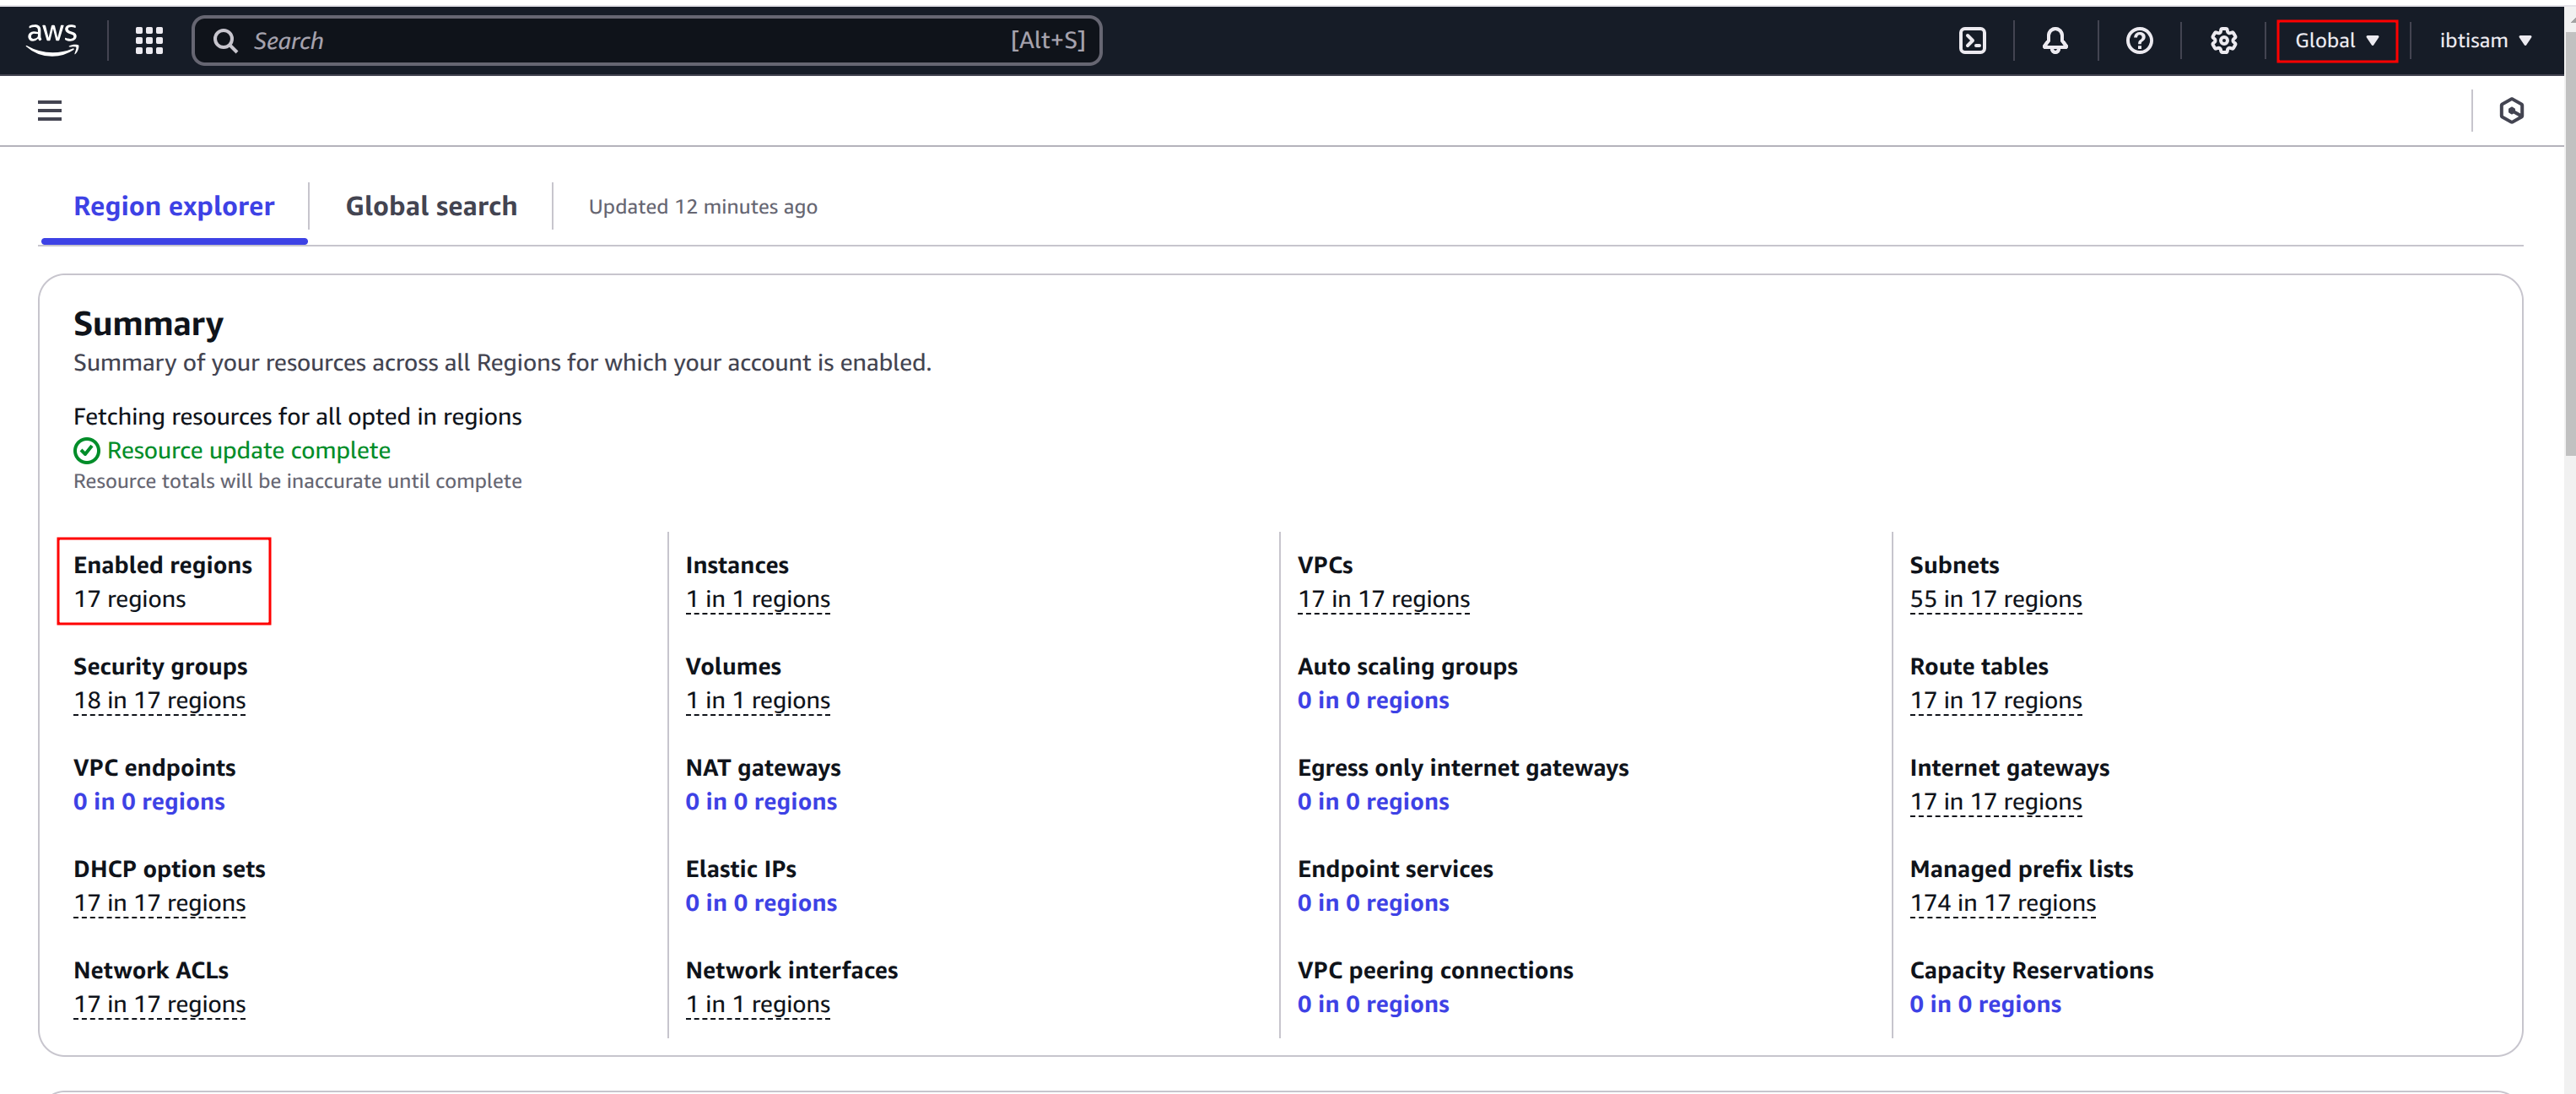 aws
Search [Alt+S] Global ibtisam
Region explorer Global search Updated 12 minutes ago
Summary
Summary of your resources across all Regions for which your account is enabled.
Fetching resources for all opted in regions
Resource update complete
Resource totals will be inaccurate until complete
Enabled regions Instances VPCs Subnets
17 regions 1 in 1 regions 17 in 17 regions 55 in 17 regions
Security groups Volumes Auto scaling groups Route tables
18 in 17 regions 1 in 1 regions 0 in 0 regions 17 in 17 regions
VPC endpoints NAT gateways Egress only internet gateways Internet gateways
0 in 0 regions 0 in 0 regions 0 in 0 regions 17 in 17 regions
DHCP option sets Elastic IPs Endpoint services Managed prefix lists
17 in 17 regions 0 in 0 regions 0 in 0 regions 174 in 17 regions
Network ACLs Network interfaces VPC peering connections Capacity Reservations
17 in 17 regions 1 in 1 regions 0 in 0 regions 0 in 0 regions